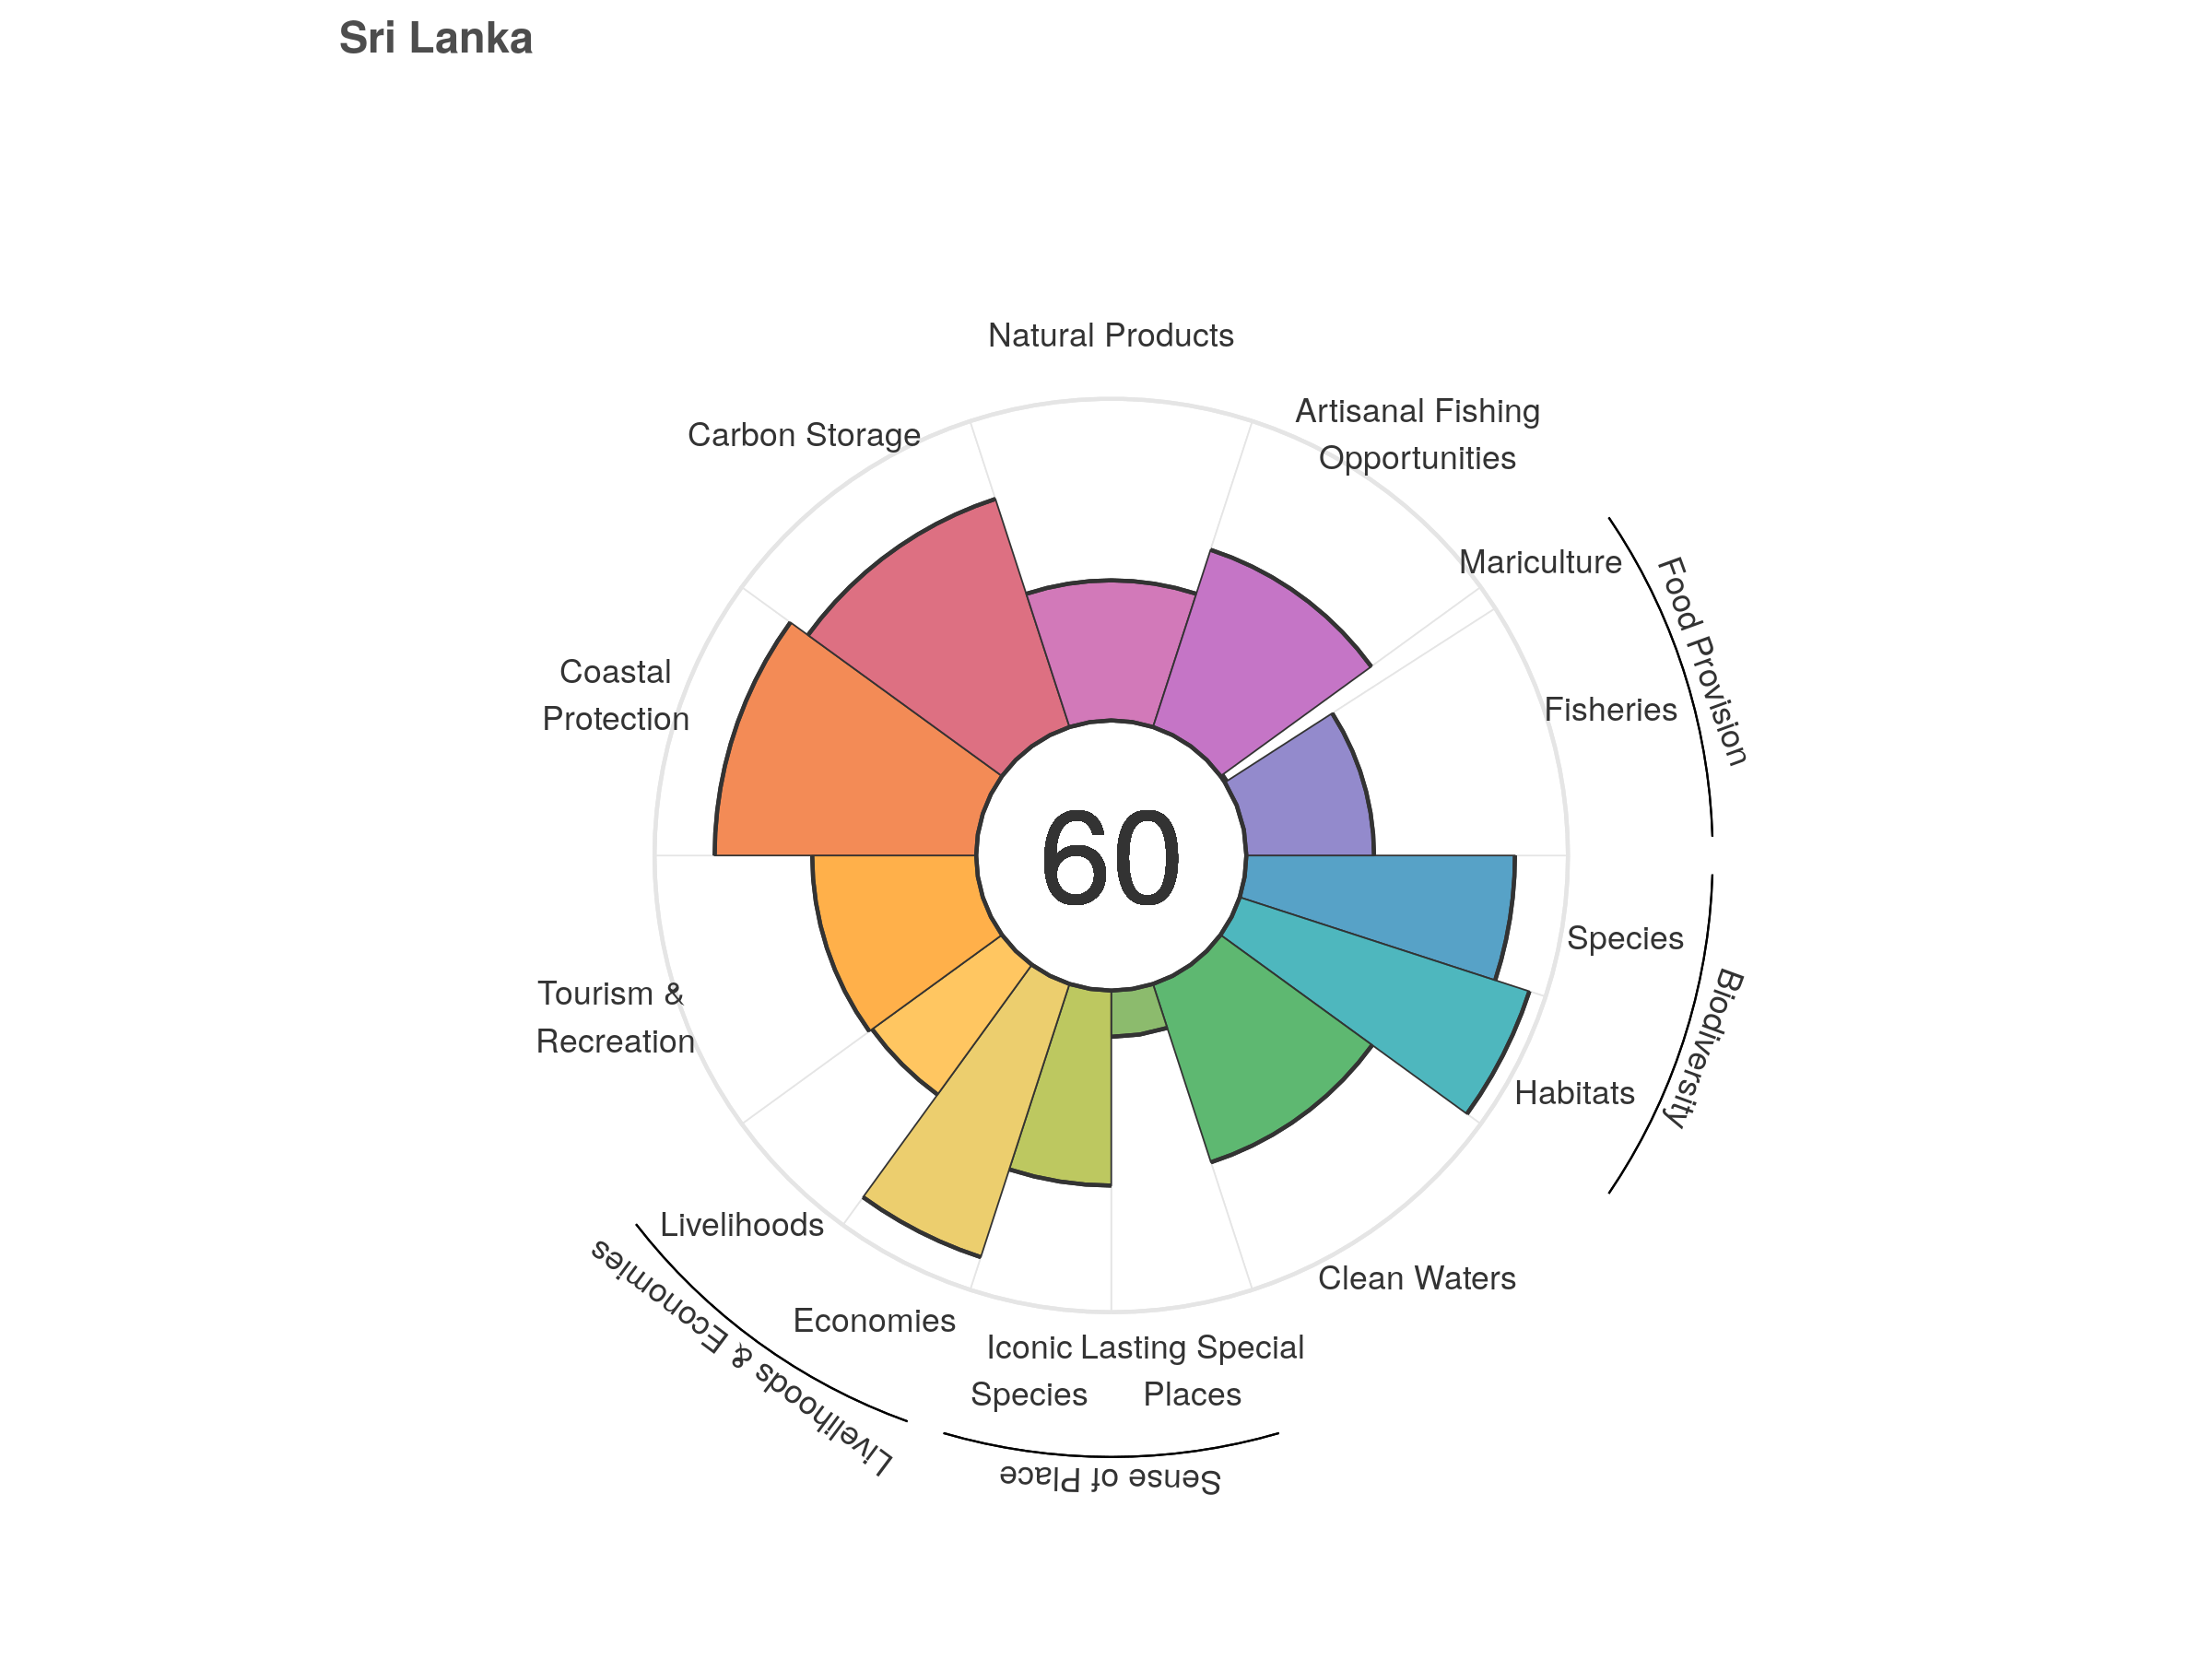 Sri Lanka
Natural Products
Artisanal Fishing
Opportunities
Carbon Storage
Mariculture
Food Provision
Coastal
Protection
Fisheries
60
Species
Biodiversity
Tourism &
Recreation
Habitats
Livelihoods
Livelihoods & Economies
Clean Waters
Economies
Iconic
Species
Lasting Special
Places
Sense of Place